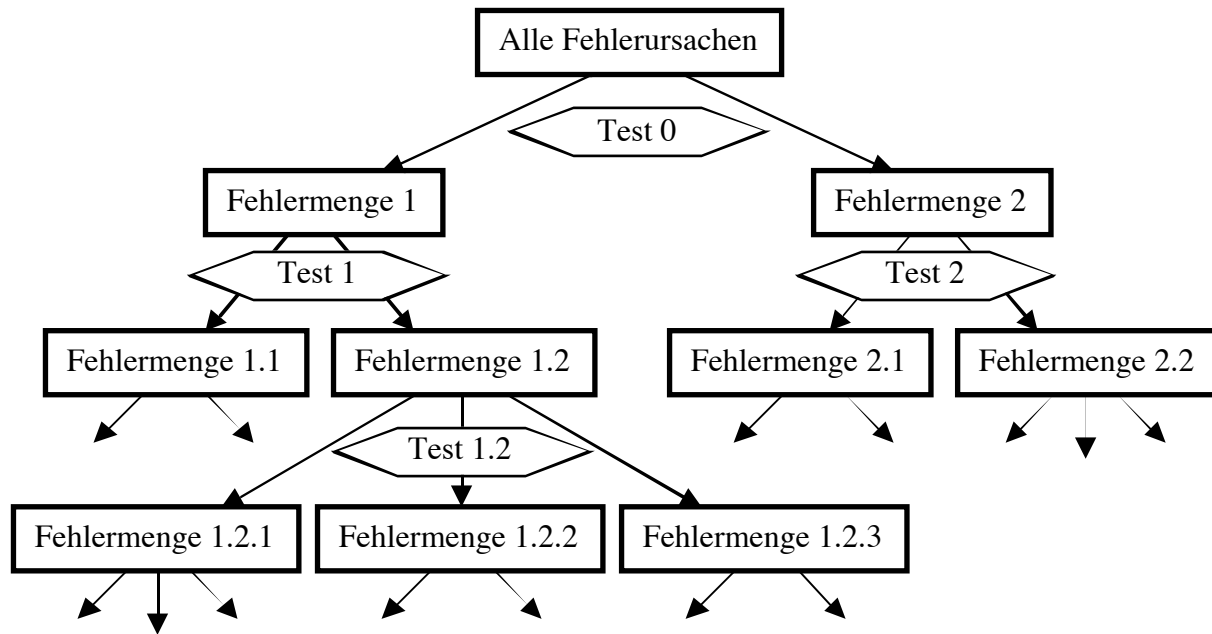 Alle Fehlerursachen
Test 0
Fehlermenge 1
Fehlermenge 2
Test 1
Test 2
Fehlermenge 1.1
Fehlermenge 1.2
Fehlermenge 2.1
Fehlermenge 2.2
Test 1.2
Fehlermenge 1.2.1
Fehlermenge 1.2.2
Fehlermenge 1.2.3